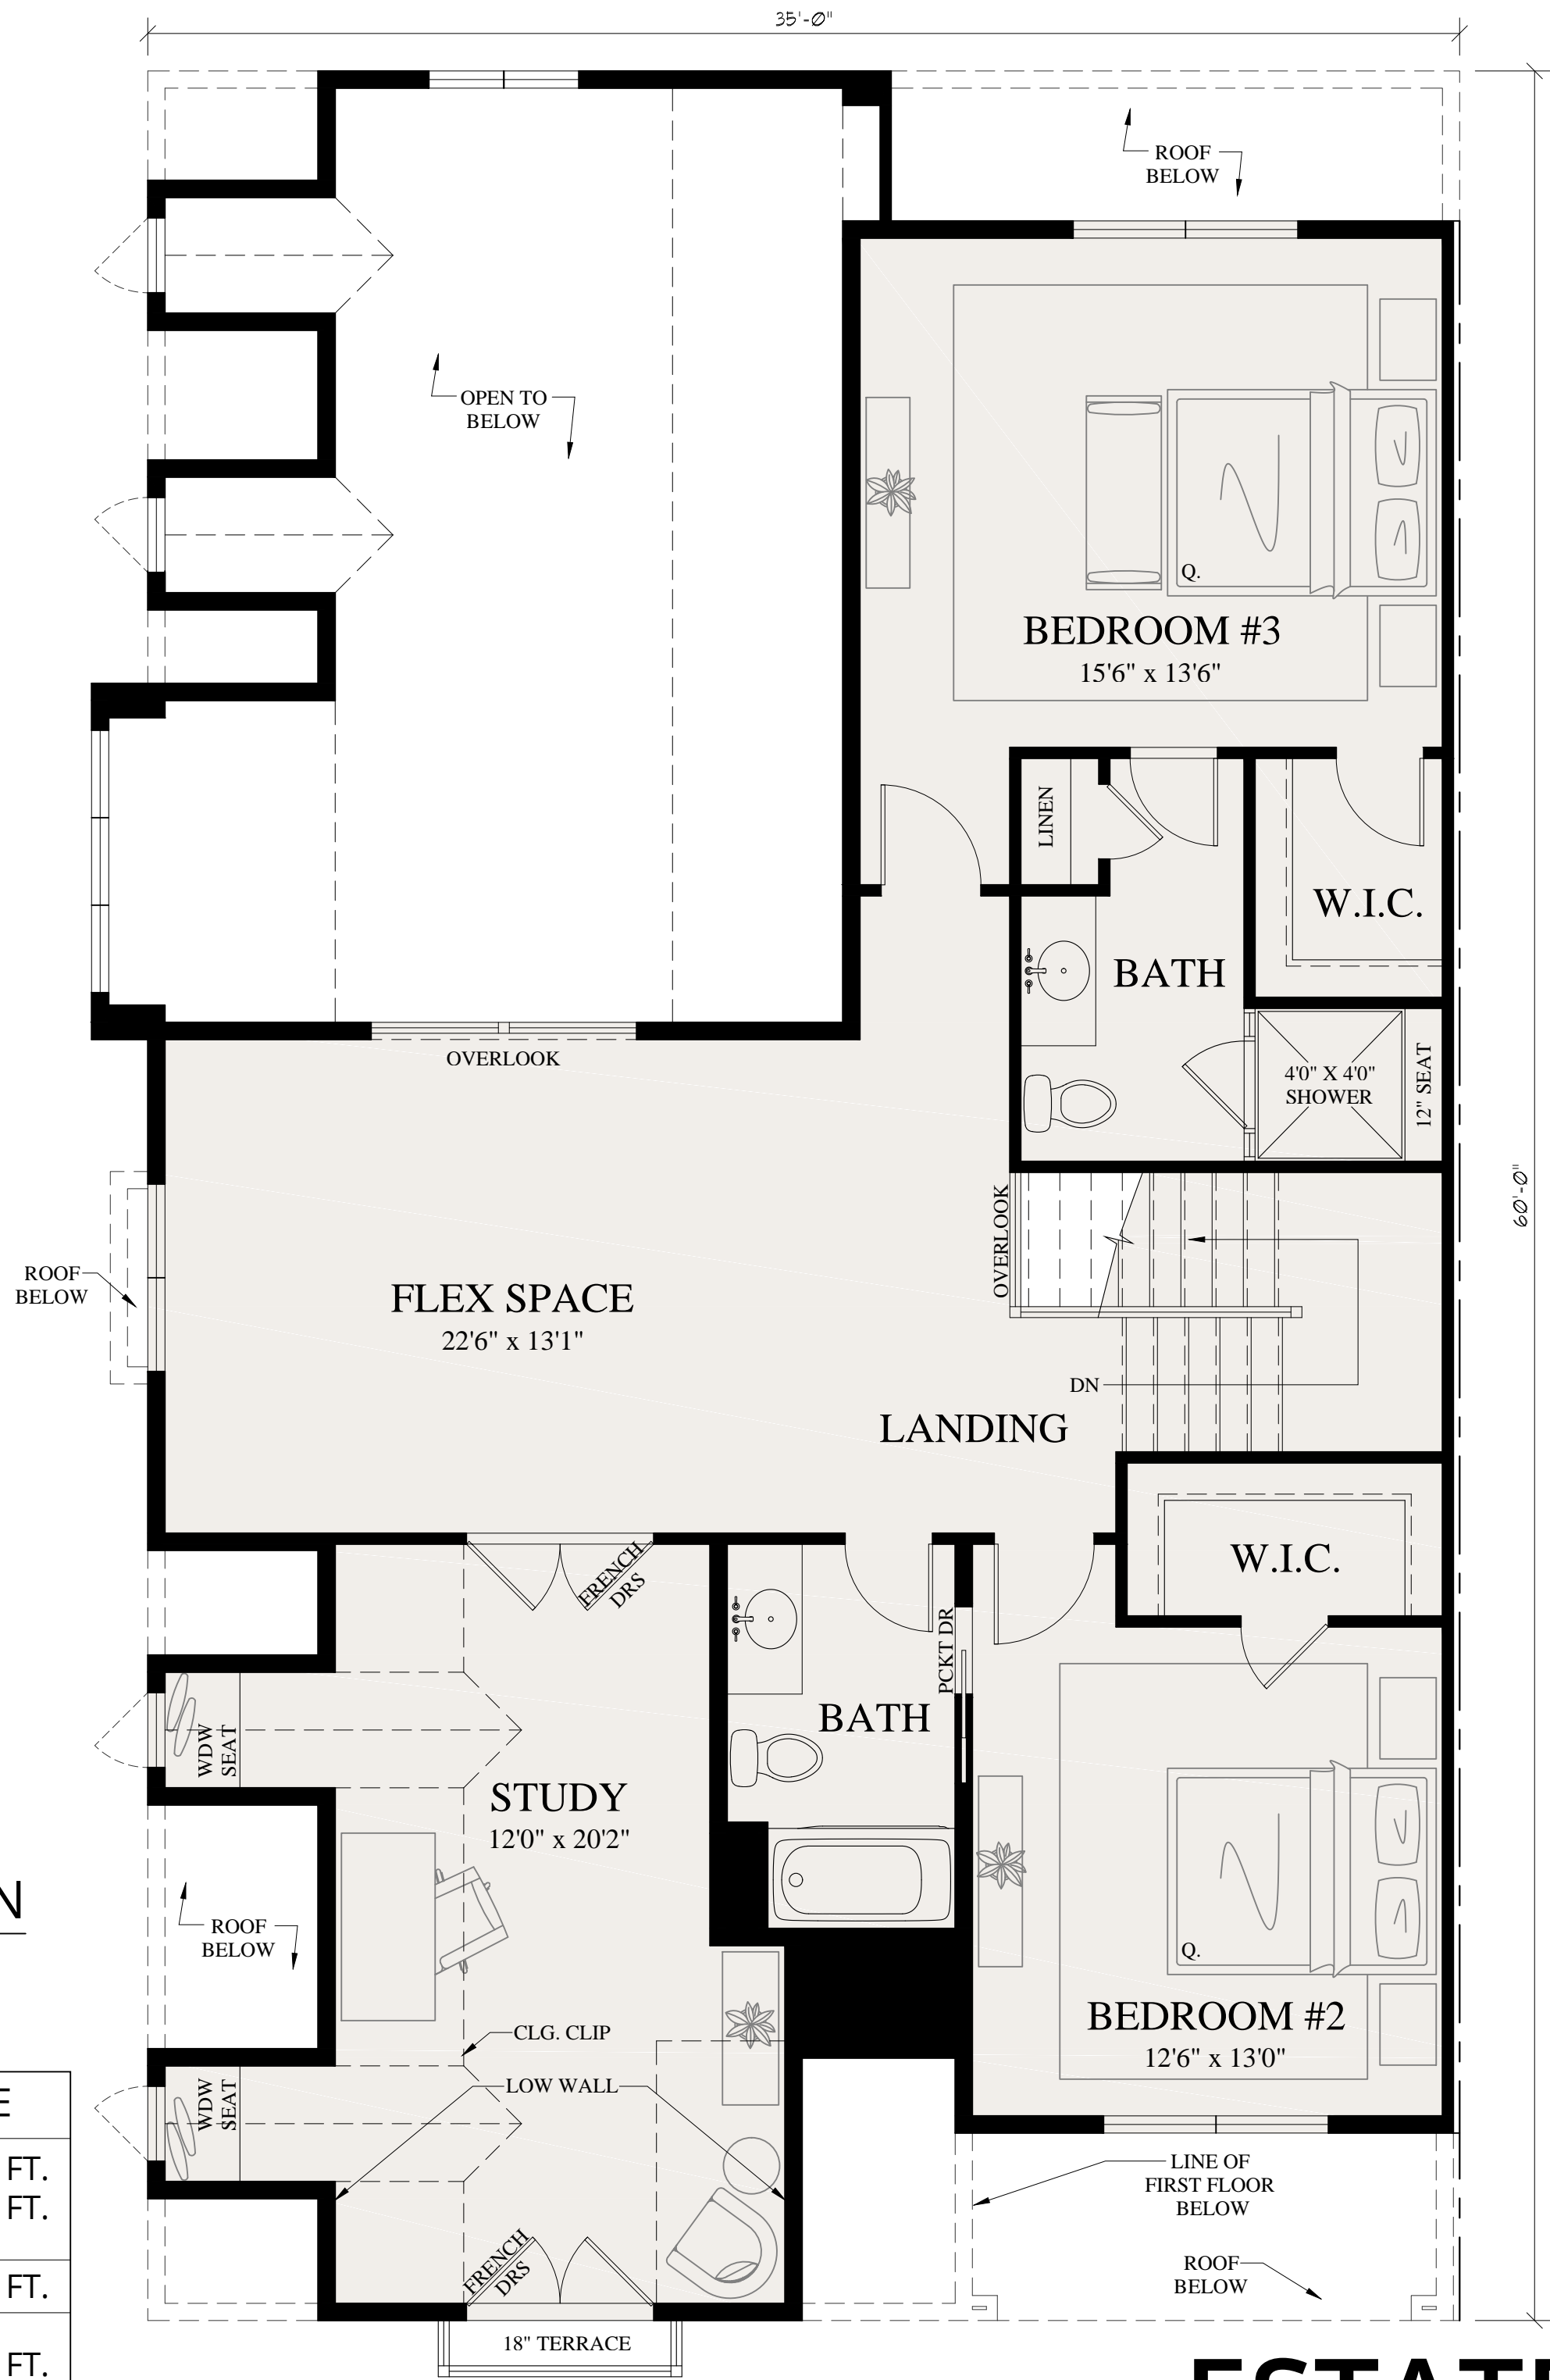 35'-0"
ROOF
BELOW
OPEN TO
BELOW
Q.
BEDROOM #3
15'6" x 13'6"
LINEN
W.I.C.
BATH
OVERLOOK
4'0" X 4'0"
SHOWER
12" SEAT
60'-0"
OVERLOOK
ROOF
BELOW
FLEX SPACE
22'6" x 13'1"
DN
LANDING
W.I.C.
FRENCH
DRS
PCKT DR
BATH
WDW
SEAT
STUDY
12'0" x 20'2"
N
ROOF
BELOW
Q.
BEDROOM #2
12'6" x 13'0"
CLG. CLIP
LOW WALL
WDW
SEAT
E
FT.
FT.
FT.
FT.
LINE OF
FIRST FLOOR
BELOW
FRENCH
DRS
ROOF
BELOW
18" TERRACE